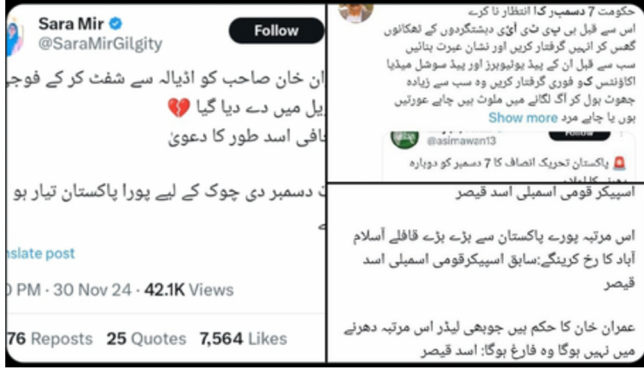 Sara Mir
@SaraMirGilgity
Follow
ان خان صاحب کو اڈیالہ سے شفٹ کر کے فوجی
یل میں دے دیا گیا 💔
افی اسد طور کا دعویٰ
دسمبر دی چوک کے لیے پورا پاکستان تیار ہو
nslate post
PM · 30 Nov 24 · 42.1K Views
76 Reposts 25 Quotes 7,564 Likes
حکومت 7 دسمبر کا انتظار نا کرے
اس سے قبل ہی پی ٹی آئی دہشتگردوں کے ٹھکانوں
گھس کر انہیں گرفتار کریں اور نشان عبرت بنائیں
سب سے قبل ان کے پیڈ یوٹیوبرز اور پیڈ سوشل میڈیا
اکاؤنٹس کو فوری گرفتار کریں وہ سب سے زیادہ
جھوٹ بول کر آگ لگانے میں ملوث ہیں چاہے عورتیں
ہوں یا چاہے مرد Show more
Follow
@asimawan13
🚨 پاکستان تحریک انصاف کا 7 دسمبر کو دوبارہ
اسپیکر قومی اسمبلی اسد قیصر
اس مرتبہ پورے پاکستان سے بڑے بڑے قافلے آسلام
آباد کا رخ کرینگے:سابق اسپیکرقومی اسمبلی اسد
قیصر
عمران خان کا حکم ہیں جوبھی لیڈر اس مرتبہ دھرنے
میں نہیں ہوگا وہ فارغ ہوگا: اسد قیصر